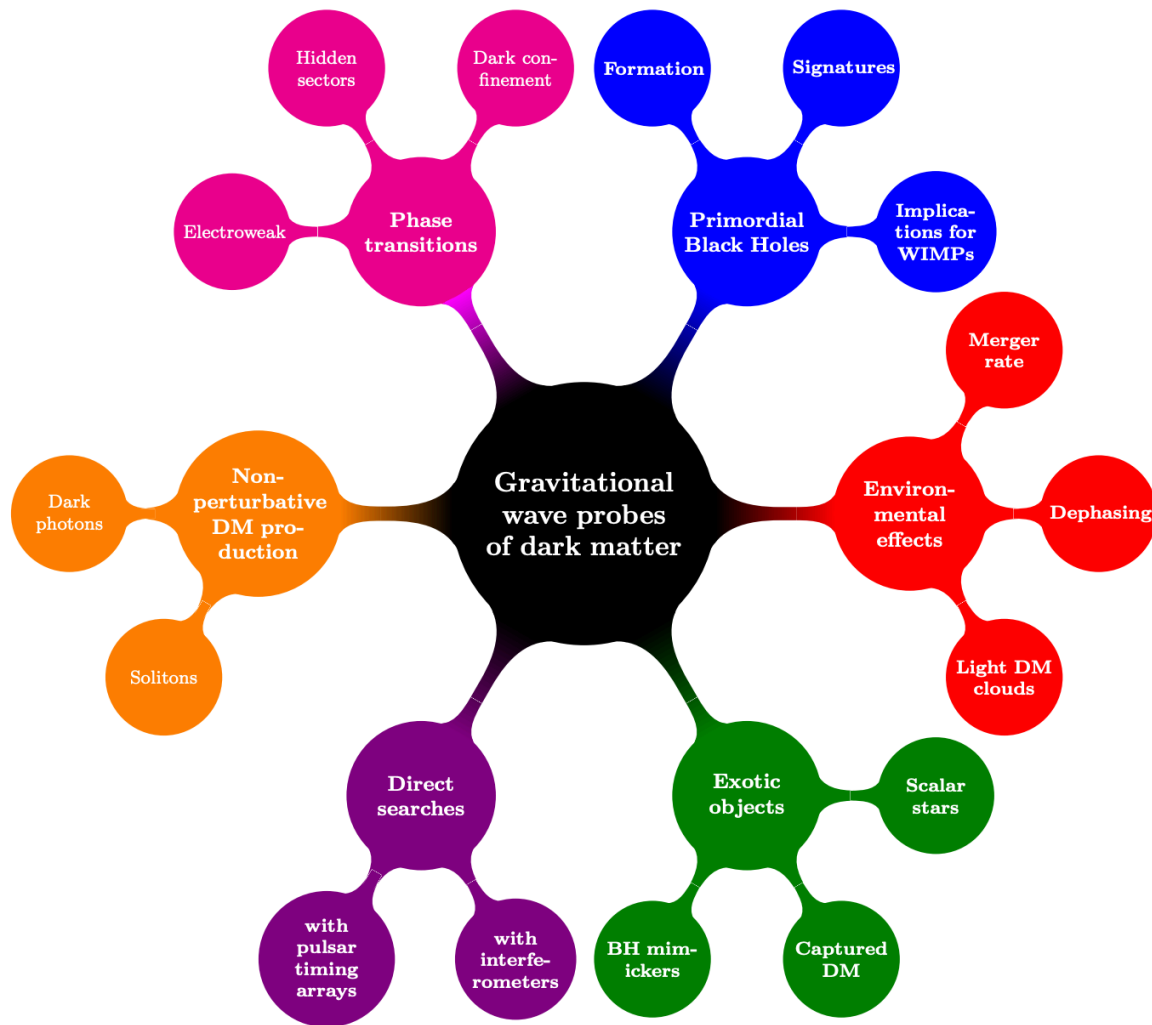 Gravitational
wave probes
of dark matter
Phase
transitions
Hidden
sectors
Dark con-
finement
Electroweak
Primordial
Black Holes
Formation
Signatures
Implica-
tions for
WIMPs
Environ-
mental
effects
Merger
rate
Dephasing
Light DM
clouds
Exotic
objects
Scalar
stars
Captured
DM
BH mim-
ickers
Direct
searches
with
interfe-
rometers
with
pulsar
timing
arrays
Non-
perturbative
DM pro-
duction
Dark
photons
Solitons